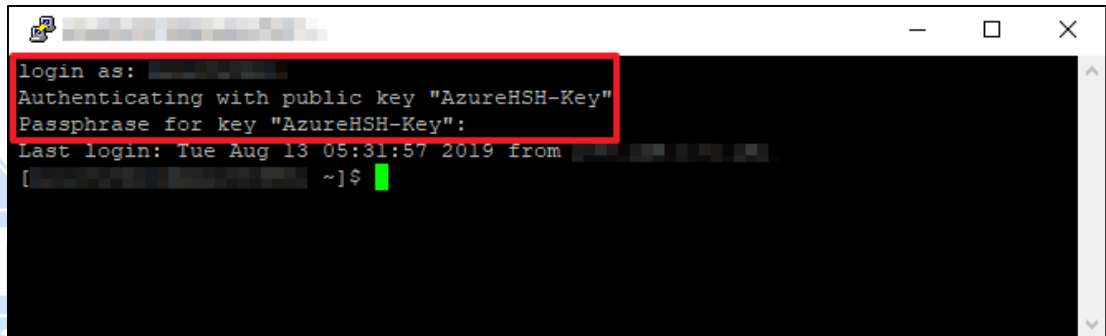 login as:
Authenticating with public key "AzureHSH-Key"
Passphrase for key "AzureHSH-Key":
Last login: Tue Aug 13 05:31:57 2019 from
[ ~]$